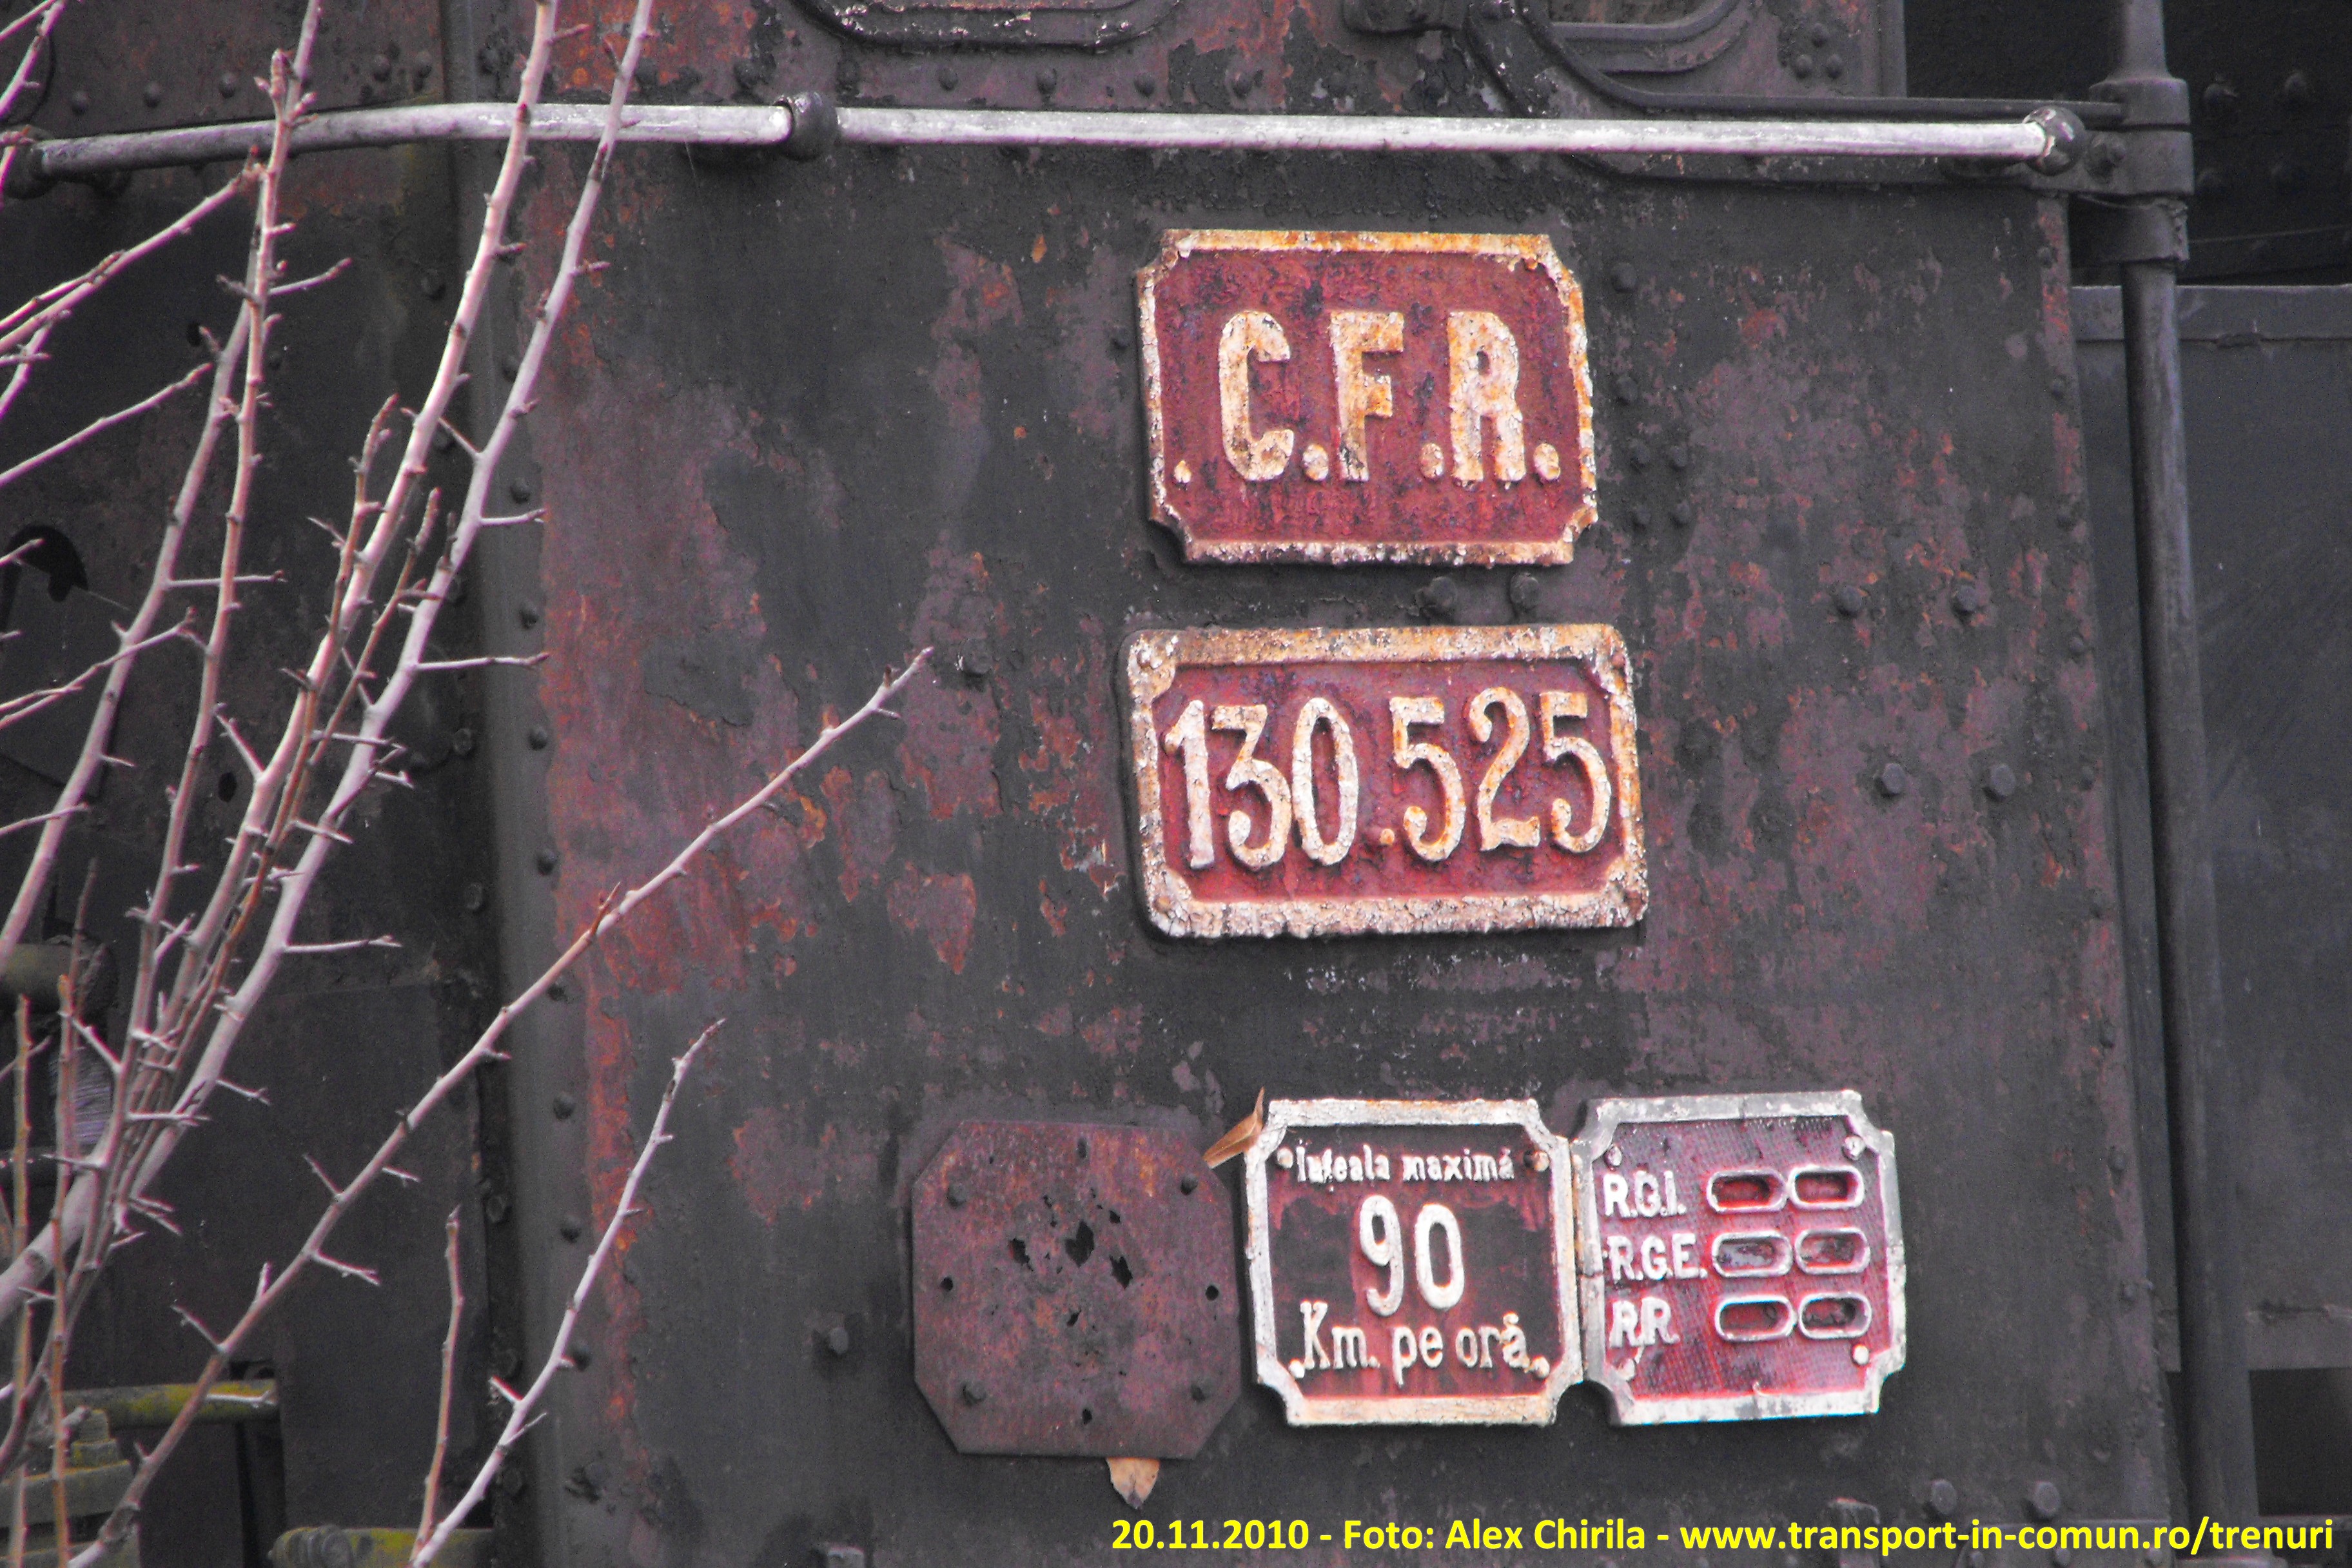 C.F.R.
130.525
Iuțeala maximă
90
Km. pe oră
R.G.I.
R.G.E.
R.R.
20.11.2010 - Foto: Alex Chirila - www.transport-in-comun.ro/trenuri